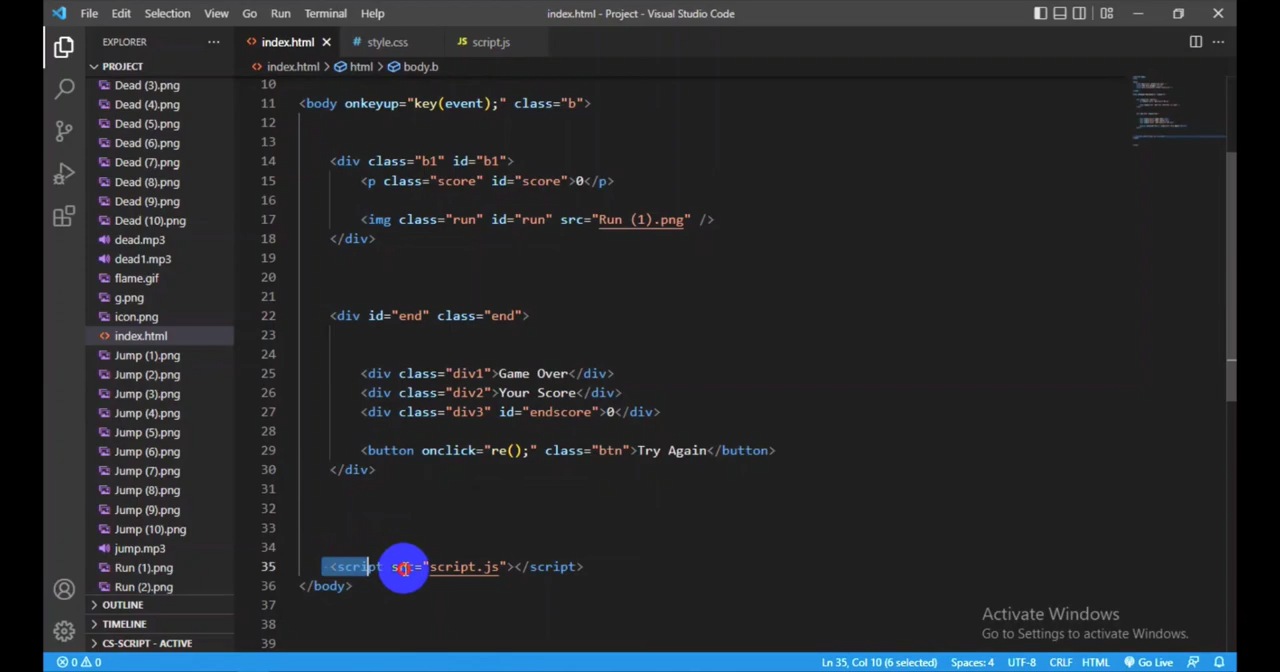 File Edit Selection View Go Run Terminal Help
index.html - Project - Visual Studio Code
EXPLORER
index.html
style.css
JS script.js
PROJECT
index.html > html > body.b
Dead (3).png
Dead (4).png
Dead (5).png
Dead (6).png
Dead (7).png
Dead (8).png
Dead (9).png
Dead (10).png
dead.mp3
dead1.mp3
flame.gif
g.png
icon.png
index.html
Jump (1).png
Jump (2).png
Jump (3).png
Jump (4).png
Jump (5).png
Jump (6).png
Jump (7).png
Jump (8).png
Jump (9).png
Jump (10).png
jump.mp3
Run (1).png
Run (2).png
OUTLINE
TIMELINE
CS-SCRIPT - ACTIVE
10
11 <body onkeyup="key(event);" class="b">
12
13
14 <div class="b1" id="b1">
15 <p class="score" id="score">0</p>
16
17 <img class="run" id="run" src="Run (1).png" />
18 </div>
19
20
21
22 <div id="end" class="end">
23
24
25 <div class="div1">Game Over</div>
26 <div class="div2">Your Score</div>
27 <div class="div3" id="endscore">0</div>
28
29 <button onclick="re();" class="btn">Try Again</button>
30 </div>
31
32
33
34
35 <script src="script.js"></script>
36 </body>
37
38
39
Activate Windows
Go to Settings to activate Windows.
0 0 Ln 35, Col 10 (6 selected) Spaces: 4 UTF-8 CRLF HTML Go Live